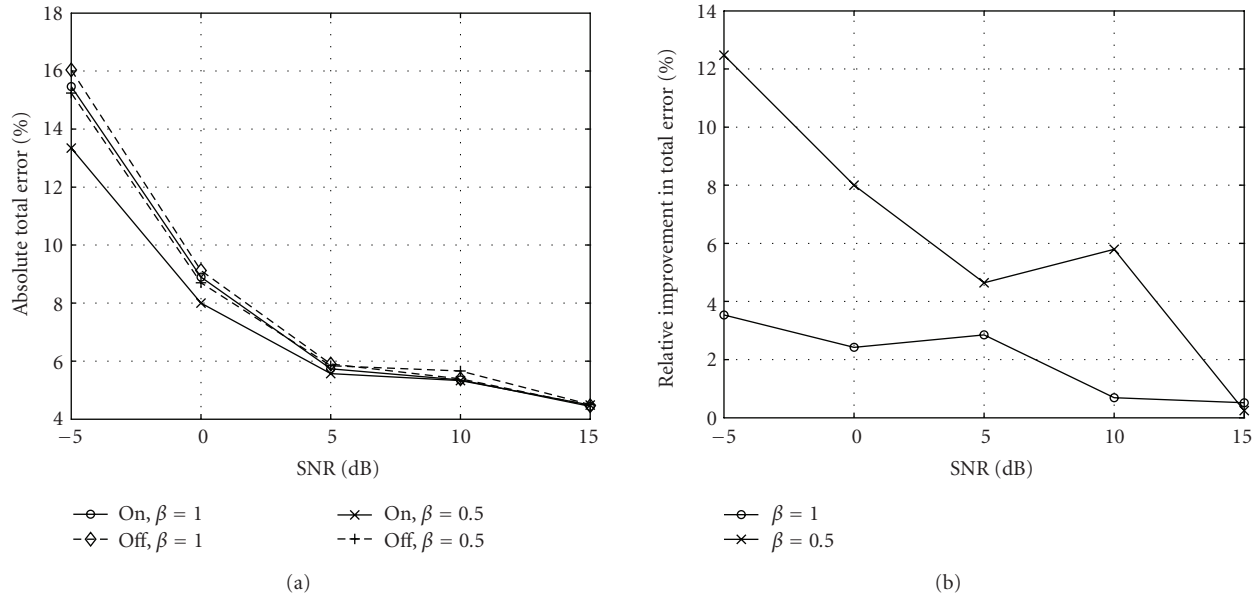 18
16
14
12
10
8
6
4
−5
0
5
10
15
Absolute total error (%)
SNR (dB)
On, β = 1
Off, β = 1
On, β = 0.5
Off, β = 0.5
(a)
14
12
10
8
6
4
2
0
−5
0
5
10
15
Relative improvement in total error (%)
SNR (dB)
β = 1
β = 0.5
(b)